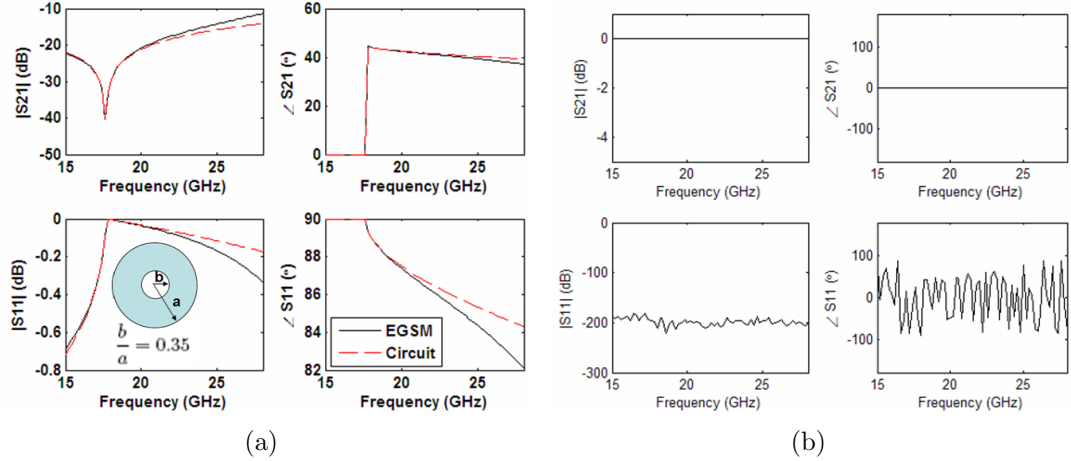 -10
-20
-30
-40
-50
|S21| (dB)
15
20
25
Frequency (GHz)
60
40
20
0
∠ S21 (º)
15
20
25
Frequency (GHz)
0
-0.2
-0.4
-0.6
-0.8
|S11| (dB)
b
a
b/a = 0.35
15
20
25
Frequency (GHz)
90
88
86
84
82
∠ S11 (º)
EGSM
Circuit
15
20
25
Frequency (GHz)
(a)
0
-2
-4
|S21| (dB)
15
20
25
Frequency (GHz)
100
0
-100
∠ S21 (º)
15
20
25
Frequency (GHz)
0
-100
-200
-300
|S11| (dB)
15
20
25
Frequency (GHz)
100
0
-100
∠ S11 (º)
15
20
25
Frequency (GHz)
(b)